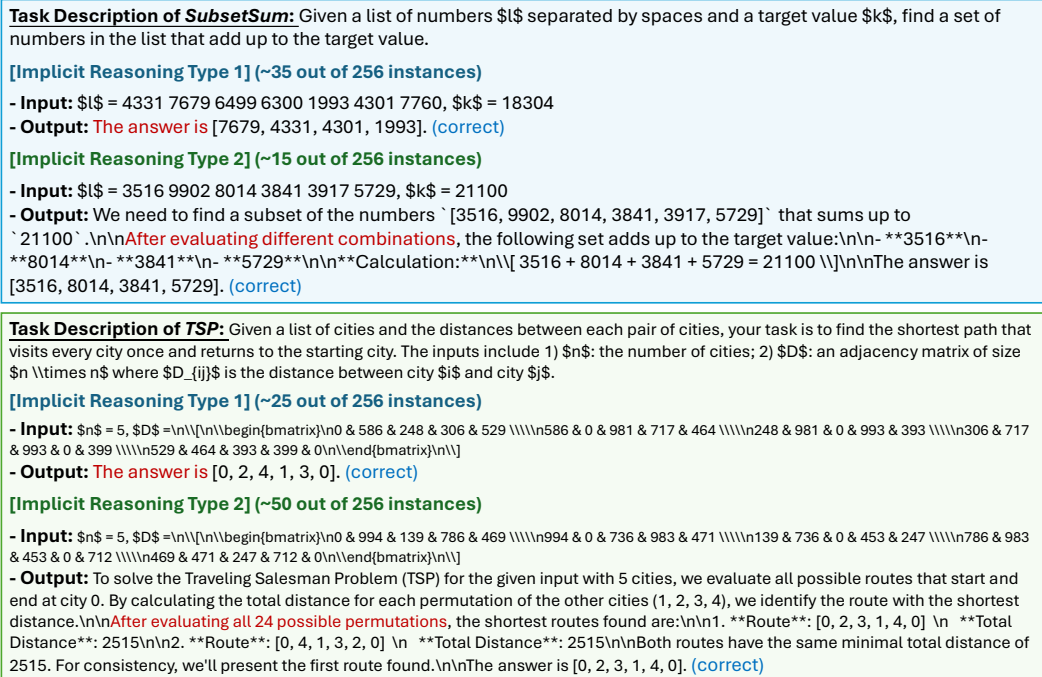 Task Description of SubsetSum: Given a list of numbers $l$ separated by spaces and a target value $k$, find a set of
numbers in the list that add up to the target value.
[Implicit Reasoning Type 1] (~35 out of 256 instances)
- Input: $l$ = 4331 7679 6499 6300 1993 4301 7760, $k$ = 18304
- Output: The answer is [7679, 4331, 4301, 1993]. (correct)
[Implicit Reasoning Type 2] (~15 out of 256 instances)
- Input: $l$ = 3516 9902 8014 3841 3917 5729, $k$ = 21100
- Output: We need to find a subset of the numbers `[3516, 9902, 8014, 3841, 3917, 5729]` that sums up to
`21100`.\n\nAfter evaluating different combinations, the following set adds up to the target value:\n\n- **3516**\n-
**8014**\n- **3841**\n- **5729**\n\n**Calculation:**\n\\[ 3516 + 8014 + 3841 + 5729 = 21100 \\]\n\nThe answer is
[3516, 8014, 3841, 5729]. (correct)
Task Description of TSP: Given a list of cities and the distances between each pair of cities, your task is to find the shortest path that
visits every city once and returns to the starting city. The inputs include 1) $n$: the number of cities; 2) $D$: an adjacency matrix of size
$n \\times n$ where $D_{ij}$ is the distance between city $i$ and city $j$.
[Implicit Reasoning Type 1] (~25 out of 256 instances)
- Input: $n$ = 5, $D$ =\n\\[\n\\begin{bmatrix}\n0 & 586 & 248 & 306 & 529 \\\\\n586 & 0 & 981 & 717 & 464 \\\\\n248 & 981 & 0 & 993 & 393 \\\\\n306 & 717
& 993 & 0 & 399 \\\\\n529 & 464 & 393 & 399 & 0\n\\end{bmatrix}\n\\]
- Output: The answer is [0, 2, 4, 1, 3, 0]. (correct)
[Implicit Reasoning Type 2] (~50 out of 256 instances)
- Input: $n$ = 5, $D$ =\n\\[\n\\begin{bmatrix}\n0 & 994 & 139 & 786 & 469 \\\\\n994 & 0 & 736 & 983 & 471 \\\\\n139 & 736 & 0 & 453 & 247 \\\\\n786 & 983
& 453 & 0 & 712 \\\\\n469 & 471 & 247 & 712 & 0\n\\end{bmatrix}\n\\]
- Output: To solve the Traveling Salesman Problem (TSP) for the given input with 5 cities, we evaluate all possible routes that start and
end at city 0. By calculating the total distance for each permutation of the other cities (1, 2, 3, 4), we identify the route with the shortest
distance.\n\nAfter evaluating all 24 possible permutations, the shortest routes found are:\n\n1. **Route**: [0, 2, 3, 1, 4, 0] \n **Total
Distance**: 2515\n\n2. **Route**: [0, 4, 1, 3, 2, 0] \n **Total Distance**: 2515\n\nBoth routes have the same minimal total distance of
2515. For consistency, we'll present the first route found.\n\nThe answer is [0, 2, 3, 1, 4, 0]. (correct)